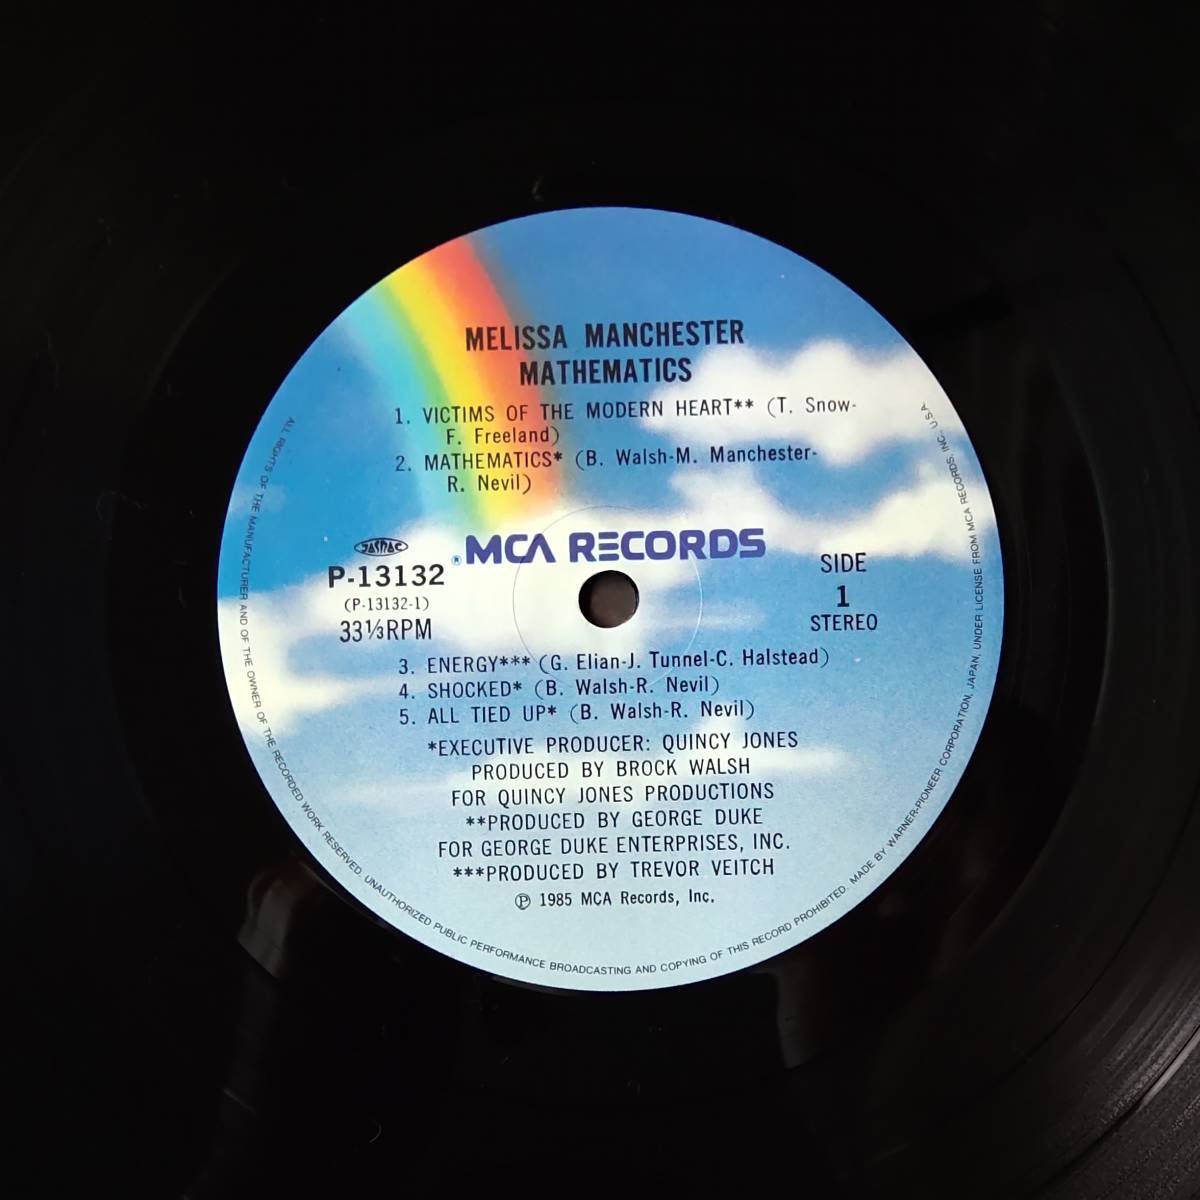 MELISSA MANCHESTER
MATHEMATICS
1. VICTIMS OF THE MODERN HEART** (T. Snow-
F. Freeland)
2. MATHEMATICS* (B. Walsh-M. Manchester-
R. Nevil)
JASRAC
P-13132
(P-13132-1)
33⅓RPM
® MCA RECORDS
SIDE
1
STEREO
3. ENERGY*** (G. Elian-J. Tunnel-C. Halstead)
4. SHOCKED* (B. Walsh-R. Nevil)
5. ALL TIED UP* (B. Walsh-R. Nevil)
*EXECUTIVE PRODUCER: QUINCY JONES
PRODUCED BY BROCK WALSH
FOR QUINCY JONES PRODUCTIONS
**PRODUCED BY GEORGE DUKE
FOR GEORGE DUKE ENTERPRISES, INC.
***PRODUCED BY TREVOR VEITCH
℗ 1985 MCA Records, Inc.
ALL RIGHTS OF THE MANUFACTURER AND OF THE OWNER OF THE RECORDED WORK RESERVED. UNAUTHORIZED PUBLIC PERFORMANCE BROADCASTING AND COPYING OF THIS RECORD PROHIBITED. MADE BY WARNER-PIONEER CORPORATION, JAPAN, UNDER LICENSE FROM MCA RECORDS, INC., U.S.A.